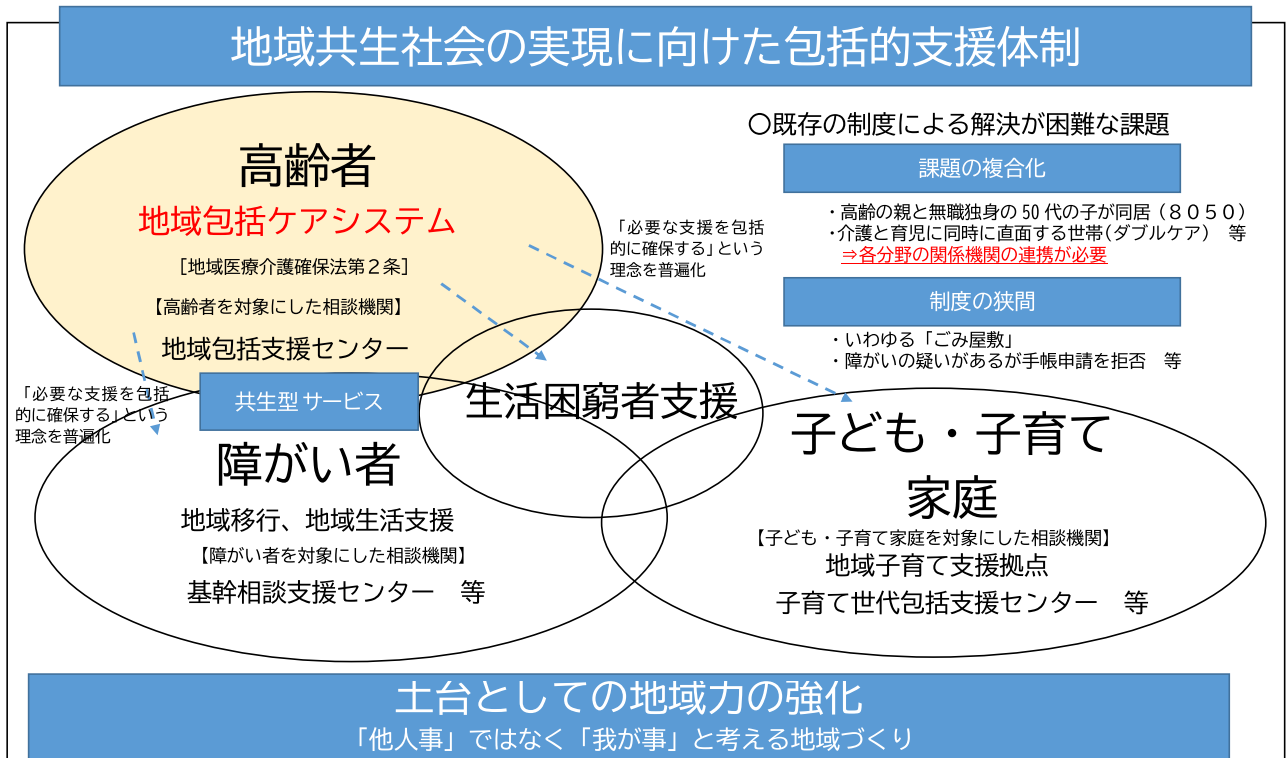 地域共生社会の実現に向けた包括的支援体制
高齢者
地域包括ケアシステム
[地域医療介護確保法第2条]
【高齢者を対象にした相談機関】
地域包括支援センター
「必要な支援を包括
的に確保する」という
理念を普遍化
〇既存の制度による解決が困難な課題
課題の複合化
・高齢の親と無職独身の50代の子が同居(8050)
・介護と育児に同時に直面する世帯(ダブルケア) 等
⇒各分野の関係機関の連携が必要
制度の狭間
・いわゆる「ごみ屋敷」
・障がいの疑いがあるが手帳申請を拒否 等
「必要な支援を包括
的に確保する」という
理念を普遍化
共生型サービス
生活困窮者支援
障がい者
地域移行、地域生活支援
【障がい者を対象にした相談機関】
基幹相談支援センター 等
子ども・子育て
家庭
【子ども・子育て家庭を対象にした相談機関】
地域子育て支援拠点
子育て世代包括支援センター 等
土台としての地域力の強化
「他人事」ではなく「我が事」と考える地域づくり